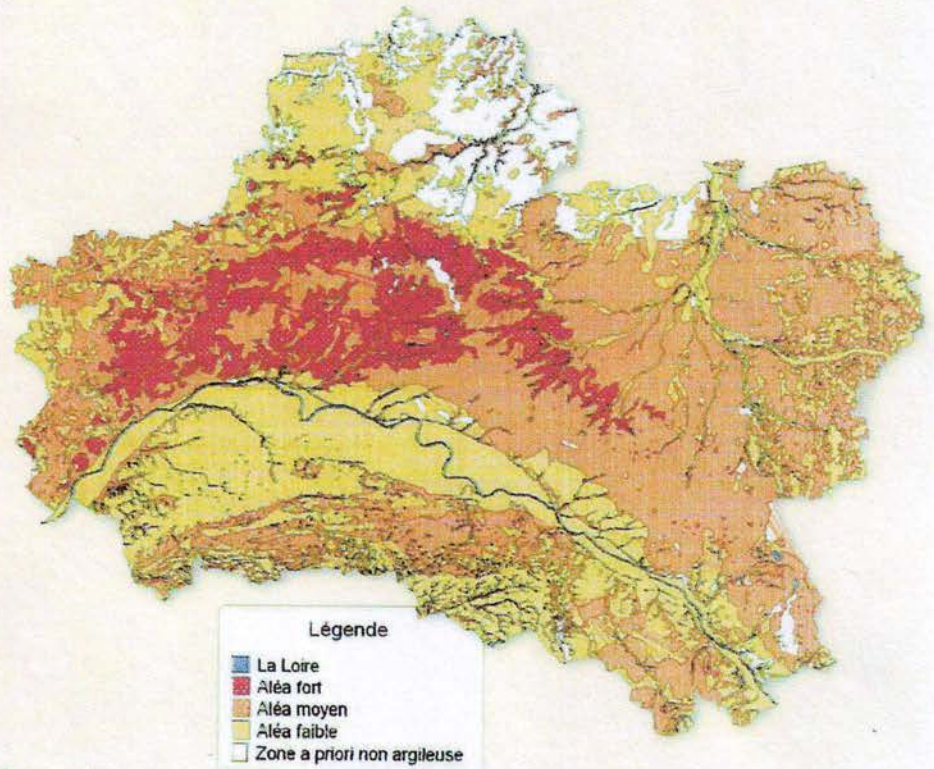 Légende
La Loire
Aléa fort
Aléa moyen
Aléa faible
Zone a priori non argileuse